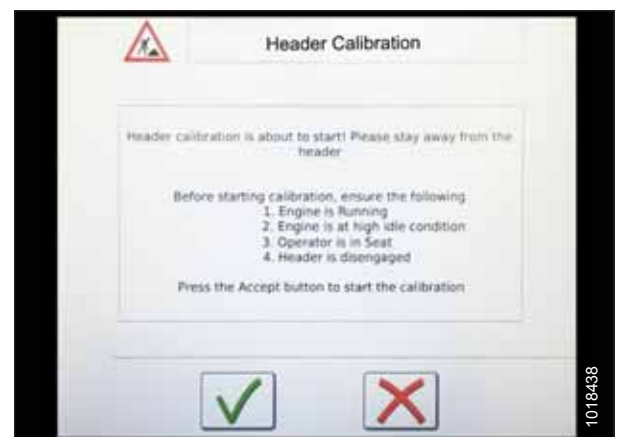 Header Calibration
Header calibration is about to start! Please stay away from the
header
Before starting calibration, ensure the following
1. Engine is Running
2. Engine is at high idle condition
3. Operator is in Seat
4. Header is disengaged
Press the Accept button to start the calibration
1018438